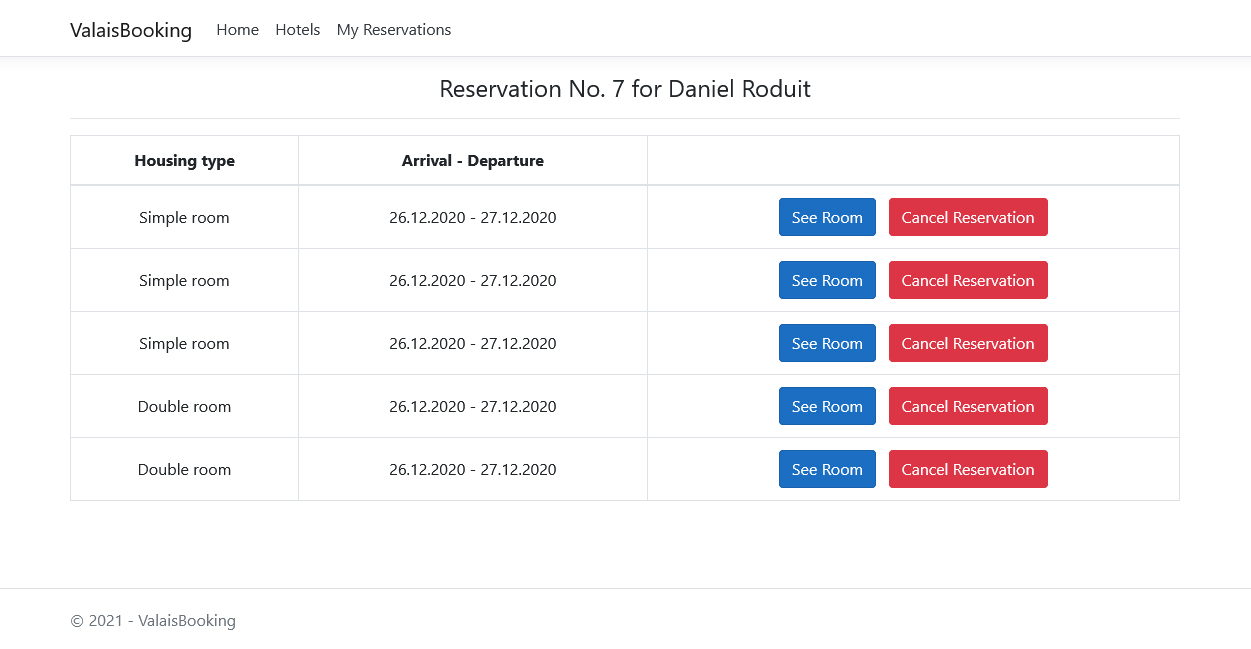 ValaisBooking Home Hotels My Reservations
Reservation No. 7 for Daniel Roduit
Housing type Arrival - Departure
Simple room 26.12.2020 - 27.12.2020 See Room Cancel Reservation
Simple room 26.12.2020 - 27.12.2020 See Room Cancel Reservation
Simple room 26.12.2020 - 27.12.2020 See Room Cancel Reservation
Double room 26.12.2020 - 27.12.2020 See Room Cancel Reservation
Double room 26.12.2020 - 27.12.2020 See Room Cancel Reservation
© 2021 - ValaisBooking